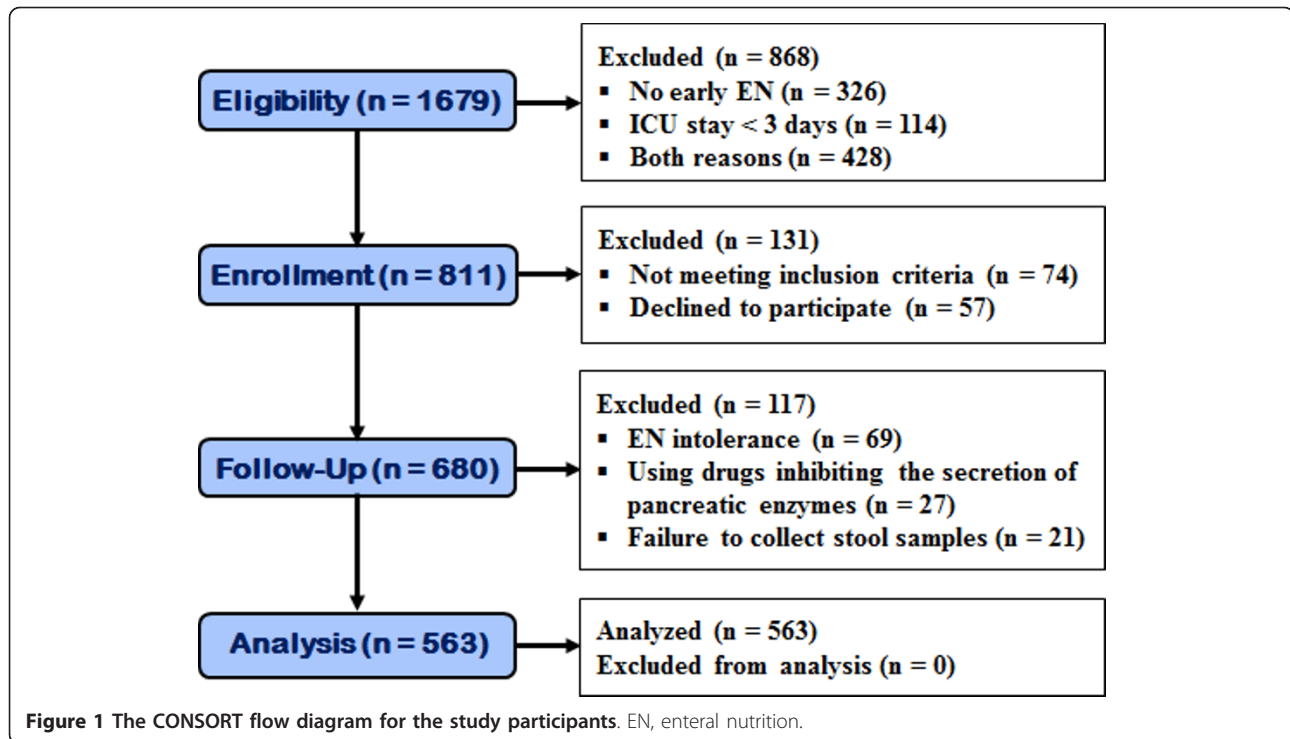 Eligibility (n = 1679)
Excluded (n = 868)
▪ No early EN (n = 326)
▪ ICU stay < 3 days (n = 114)
▪ Both reasons (n = 428)
Enrollment (n = 811)
Excluded (n = 131)
▪ Not meeting inclusion criteria (n = 74)
▪ Declined to participate (n = 57)
Follow-Up (n = 680)
Excluded (n = 117)
▪ EN intolerance (n = 69)
▪ Using drugs inhibiting the secretion of
pancreatic enzymes (n = 27)
▪ Failure to collect stool samples (n = 21)
Analysis (n = 563)
Analyzed (n = 563)
Excluded from analysis (n = 0)
Figure 1 The CONSORT flow diagram for the study participants. EN, enteral nutrition.